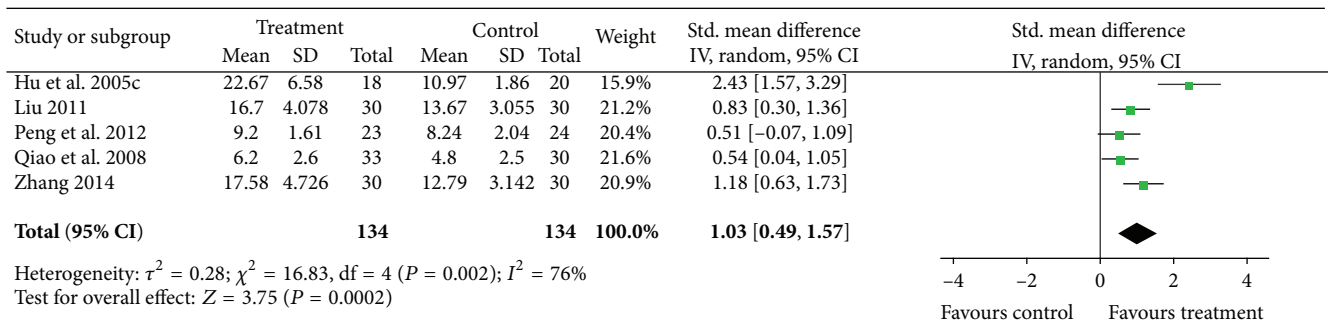 Study or subgroup Treatment Control Weight Std. mean difference Std. mean difference
Mean SD Total Mean SD Total IV, random, 95% CI IV, random, 95% CI
Hu et al. 2005c 22.67 6.58 18 10.97 1.86 20 15.9% 2.43 [1.57, 3.29]
Liu 2011 16.7 4.078 30 13.67 3.055 30 21.2% 0.83 [0.30, 1.36]
Peng et al. 2012 9.2 1.61 23 8.24 2.04 24 20.4% 0.51 [−0.07, 1.09]
Qiao et al. 2008 6.2 2.6 33 4.8 2.5 30 21.6% 0.54 [0.04, 1.05]
Zhang 2014 17.58 4.726 30 12.79 3.142 30 20.9% 1.18 [0.63, 1.73]
Total (95% CI) 134 134 100.0% 1.03 [0.49, 1.57]
Heterogeneity: τ² = 0.28; χ² = 16.83, df = 4 (P = 0.002); I² = 76%
Test for overall effect: Z = 3.75 (P = 0.0002)
−4 −2 0 2 4
Favours control Favours treatment